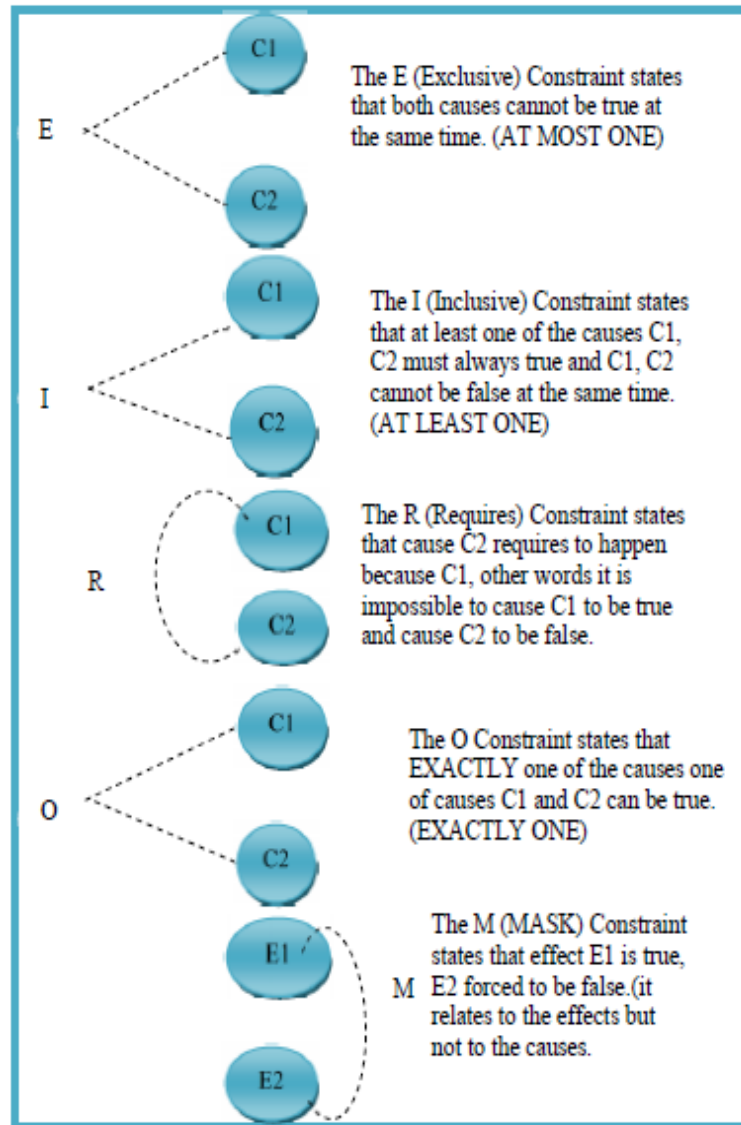 C1
The E (Exclusive) Constraint states
that both causes cannot be true at
the same time. (AT MOST ONE)
E
C2
C1
The I (Inclusive) Constraint states
that at least one of the causes C1,
C2 must always true and C1, C2
cannot be false at the same time.
(AT LEAST ONE)
I
C2
C1
The R (Requires) Constraint states
that cause C2 requires to happen
because C1, other words it is
impossible to cause C1 to be true
and cause C2 to be false.
R
C2
C1
The O Constraint states that
EXACTLY one of the causes one
of causes C1 and C2 can be true.
(EXACTLY ONE)
O
C2
E1
The M (MASK) Constraint
states that effect E1 is true,
E2 forced to be false.(it
relates to the effects but
not to the causes.
M
E2